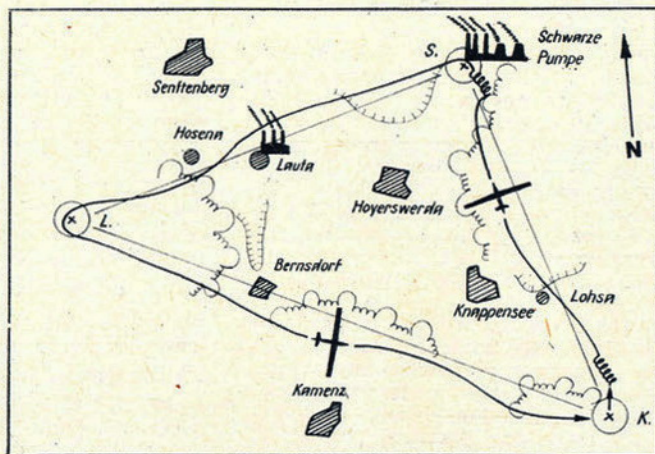 S.
Schwarze
Pumpe
Senftenberg
N
Hosena
Lauta
Hoyerswerda
L.
Bernsdorf
Knappensee
Lohsa
Kamenz
K.